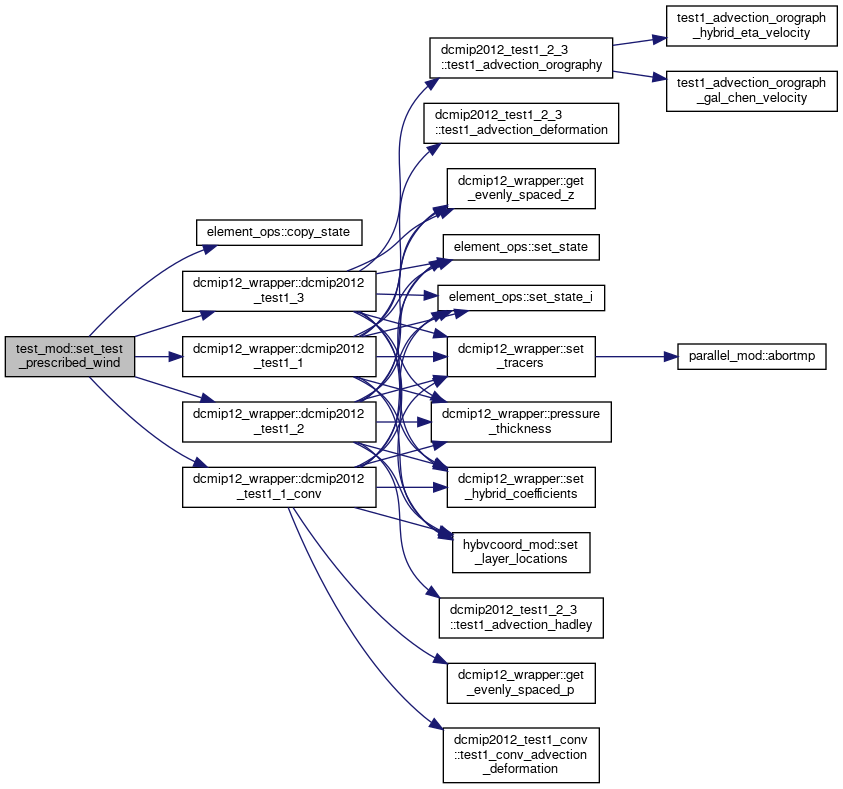 test_mod::set_test
_prescribed_wind
element_ops::copy_state
dcmip12_wrapper::dcmip2012
_test1_3
dcmip12_wrapper::dcmip2012
_test1_1
dcmip12_wrapper::dcmip2012
_test1_2
dcmip12_wrapper::dcmip2012
_test1_1_conv
dcmip2012_test1_2_3
::test1_advection_orography
dcmip2012_test1_2_3
::test1_advection_deformation
dcmip12_wrapper::get
_evenly_spaced_z
element_ops::set_state
element_ops::set_state_i
dcmip12_wrapper::set
_tracers
dcmip12_wrapper::pressure
_thickness
dcmip12_wrapper::set
_hybrid_coefficients
hybvcoord_mod::set
_layer_locations
dcmip2012_test1_2_3
::test1_advection_hadley
dcmip12_wrapper::get
_evenly_spaced_p
dcmip2012_test1_conv
::test1_conv_advection
_deformation
test1_advection_orograph
_hybrid_eta_velocity
test1_advection_orograph
_gal_chen_velocity
parallel_mod::abortmp